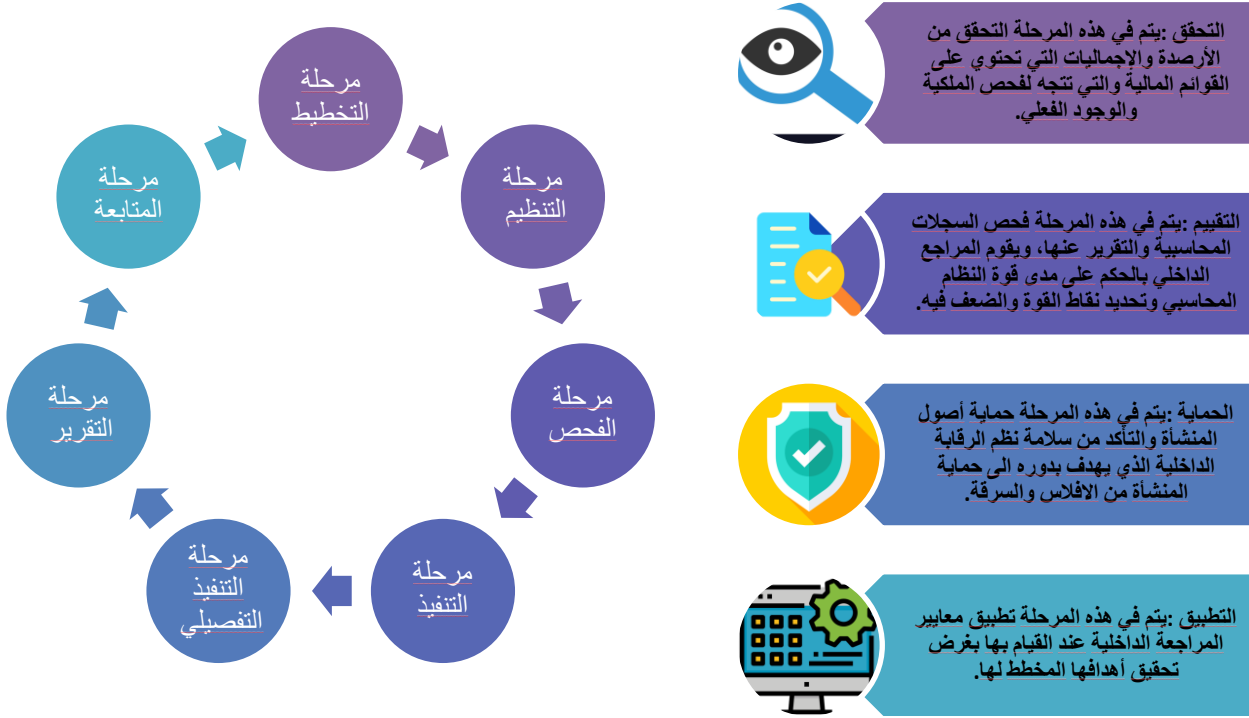 مرحلة
التخطيط
مرحلة
التنظيم
مرحلة
الفحص
مرحلة
التنفيذ
مرحلة
التنفيذ
التفصيلي
مرحلة
التقرير
مرحلة
المتابعة
التحقق :يتم في هذه المرحلة التحقق من
الأرصدة والإجماليات التي تحتوي على
القوائم المالية والتي تتجه لفحص الملكية
والوجود الفعلي.
التقييم :يتم في هذه المرحلة فحص السجلات
المحاسبية والتقرير عنها، ويقوم المراجع
الداخلي بالحكم على مدى قوة النظام
المحاسبي وتحديد نقاط القوة والضعف فيه.
الحماية :يتم في هذه المرحلة حماية أصول
المنشأة والتأكد من سلامة نظم الرقابة
الداخلية الذي يهدف بدوره الى حماية
المنشأة من الافلاس والسرقة.
التطبيق :يتم في هذه المرحلة تطبيق معايير
المراجعة الداخلية عند القيام بها بغرض
تحقيق أهدافها المخطط لها.